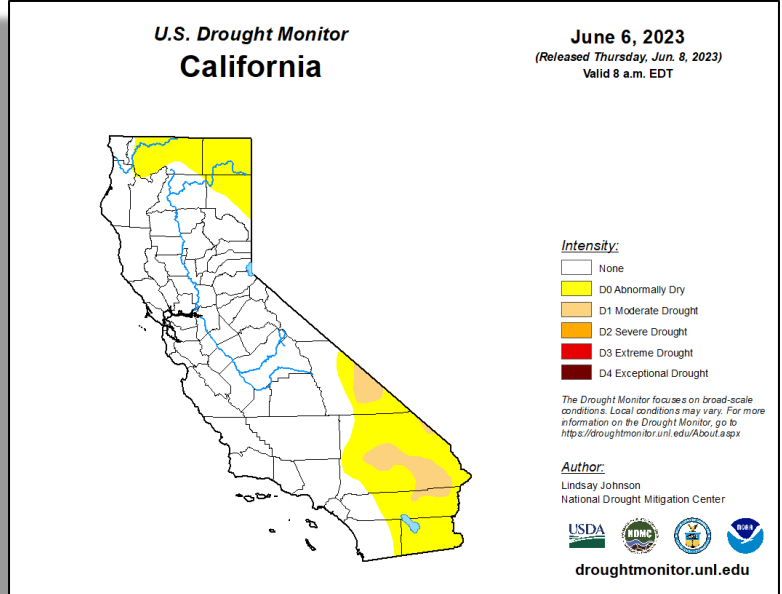 U.S. Drought Monitor
California
June 6, 2023
(Released Thursday, Jun. 8, 2023)
Valid 8 a.m. EDT
Intensity:
None
D0 Abnormally Dry
D1 Moderate Drought
D2 Severe Drought
D3 Extreme Drought
D4 Exceptional Drought
The Drought Monitor focuses on broad-scale
conditions. Local conditions may vary. For more
information on the Drought Monitor, go to
https://droughtmonitor.unl.edu/About.aspx
Author:
Lindsay Johnson
National Drought Mitigation Center
USDA
NDMC
NOAA
droughtmonitor.unl.edu